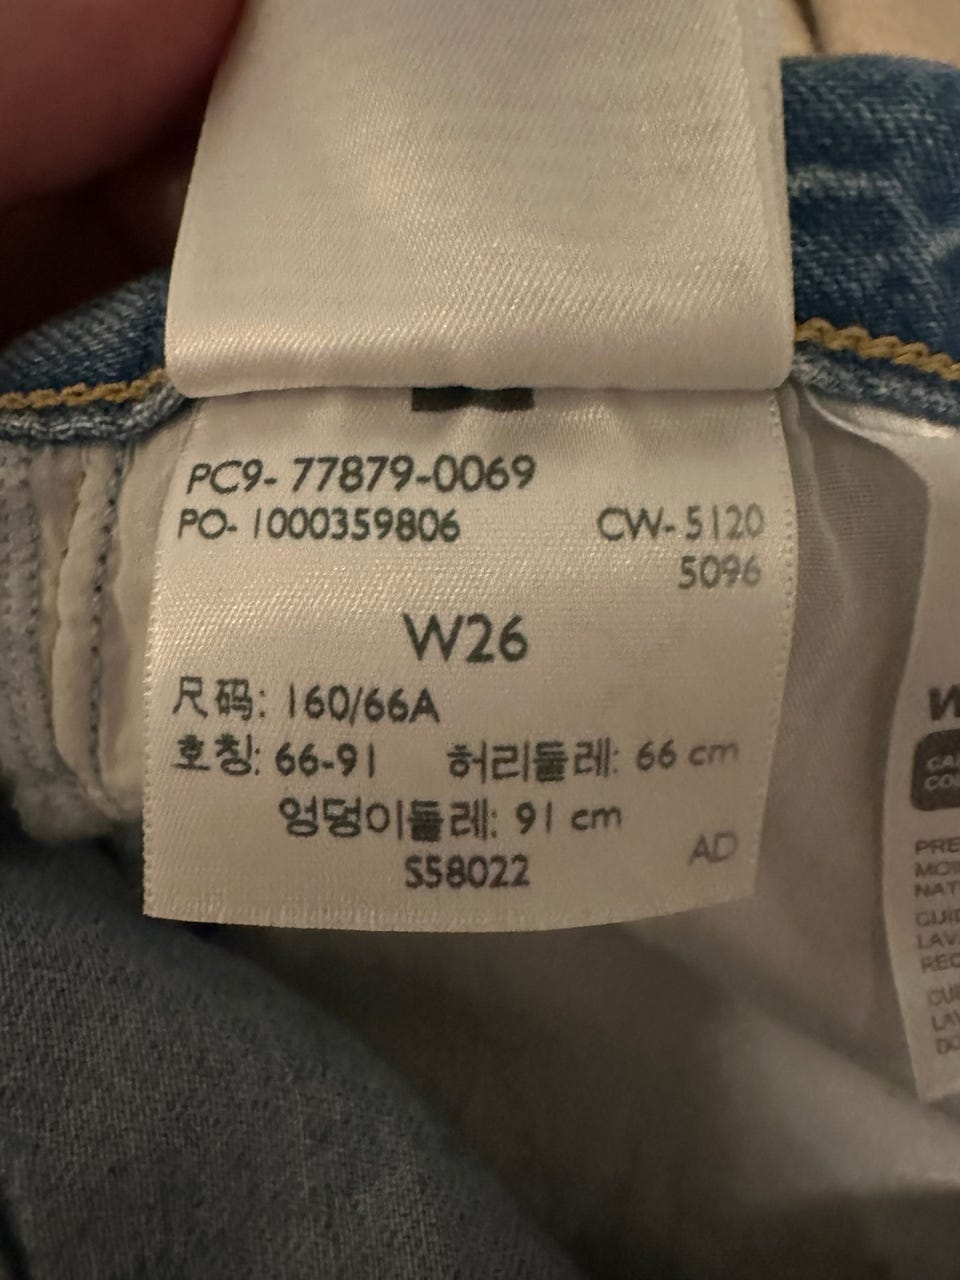 PC9- 77879-0069
PO- 1000359806 CW- 5120
5096
W26
尺码: 160/66A
호칭: 66-91 허리둘레: 66 cm
엉덩이둘레: 91 cm
S58022 AD